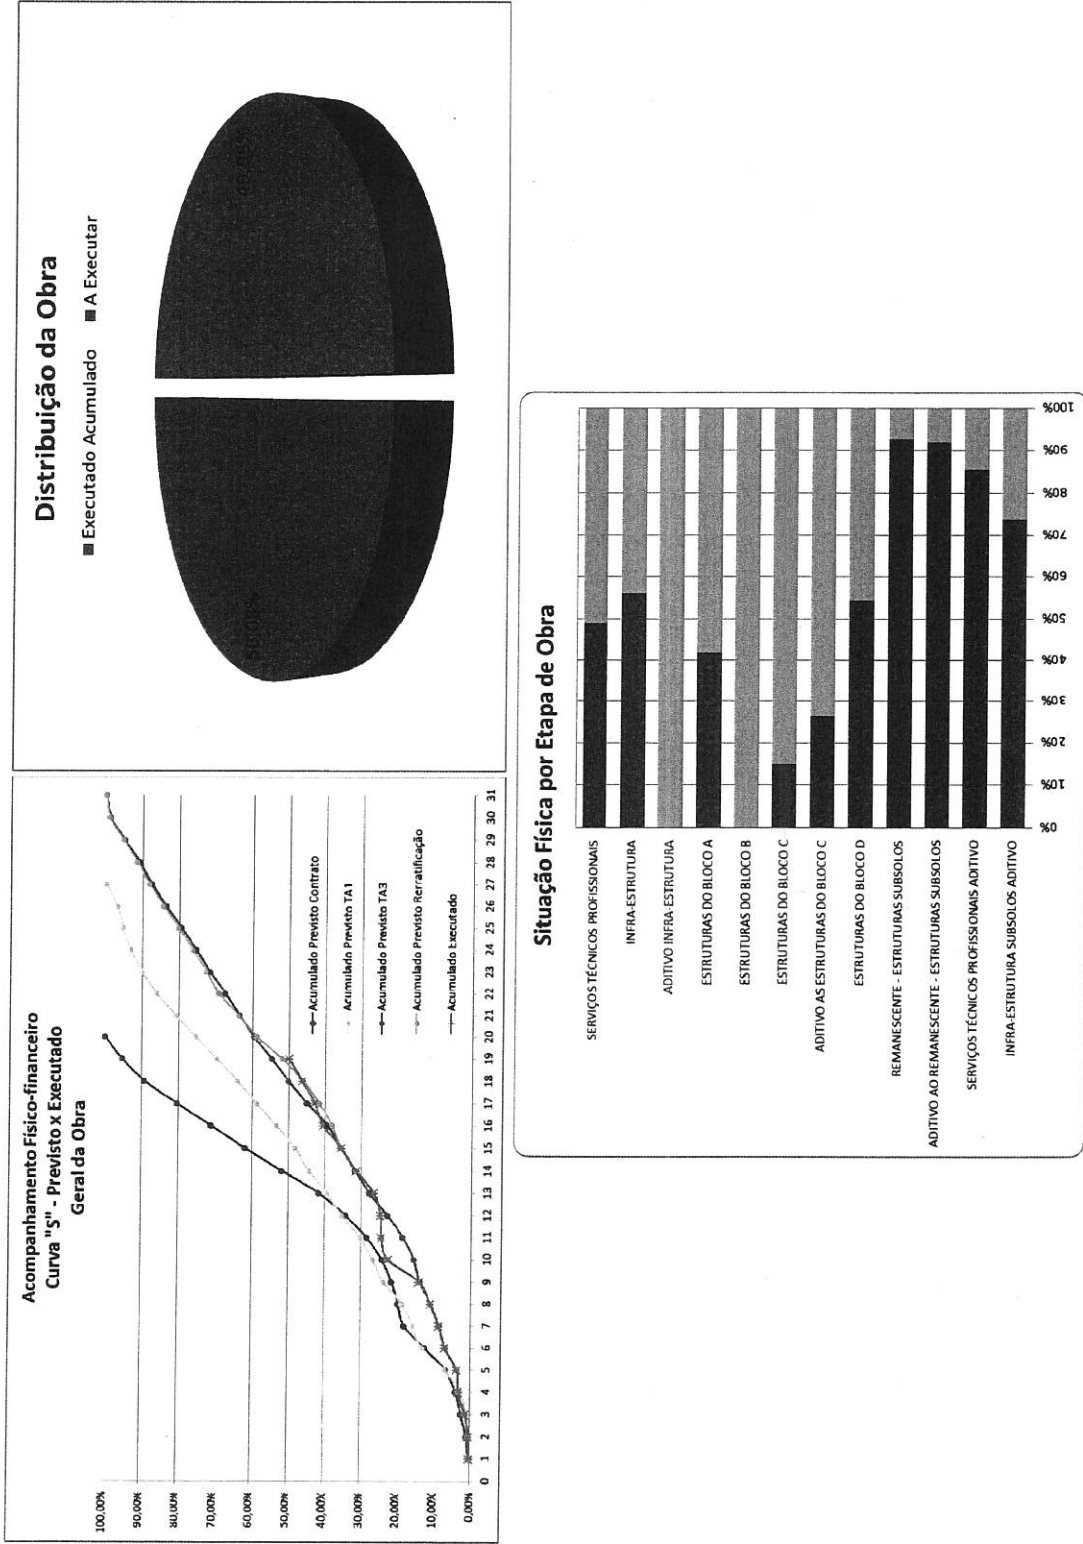 Acompanhamento Físico-financeiro
Curva "S" - Previsto x Executado
Geral da Obra
100,00%
90,00%
80,00%
70,00%
60,00%
50,00%
40,00%
30,00%
20,00%
10,00%
0,00%
0 1 2 3 4 5 6 7 8 9 10 11 12 13 14 15 16 17 18 19 20 21 22 23 24 25 26 27 28 29 30 31
Acumulado Previsto Contrato
Acumulado Previsto TA1
Acumulado Previsto TA3
Acumulado Previsto Rerratificação
Acumulado Executado
Distribuição da Obra
Executado Acumulado A Executar
Situação Física por Etapa de Obra
SERVIÇOS TÉCNICOS PROFISSIONAIS
INFRA-ESTRUTURA
ADITIVO INFRA-ESTRUTURA
ESTRUTURAS DO BLOCO A
ESTRUTURAS DO BLOCO B
ESTRUTURAS DO BLOCO C
ADITIVO AS ESTRUTURAS DO BLOCO C
ESTRUTURAS DO BLOCO D
REMANESCENTE - ESTRUTURAS SUBSOLOS
ADITIVO AO REMANESCENTE - ESTRUTURAS SUBSOLOS
SERVIÇOS TÉCNICOS PROFISSIONAIS ADITIVO
INFRA-ESTRUTURA SUBSOLOS ADITIVO
0% 10% 20% 30% 40% 50% 60% 70% 80% 90% 100%